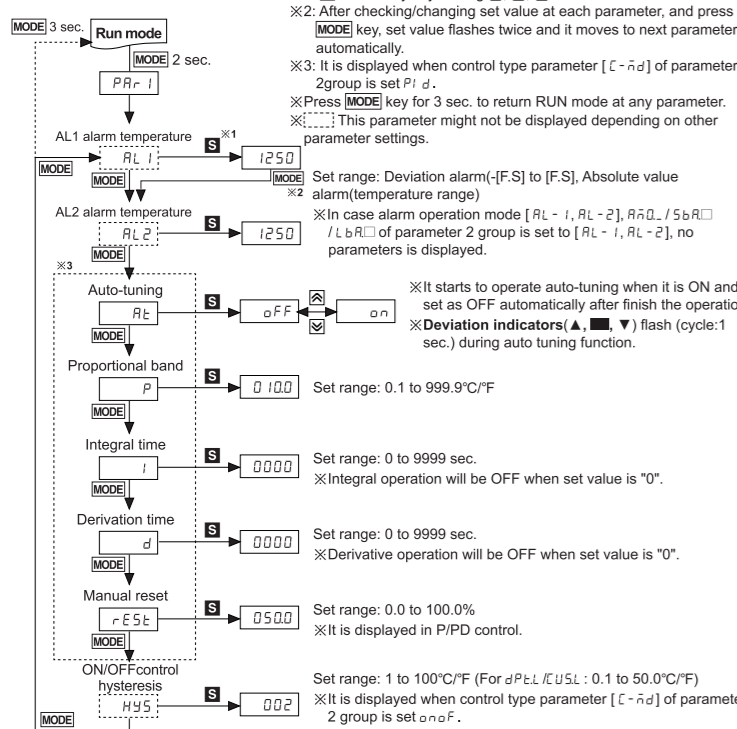 ※2: After checking/changing set value at each parameter, and press
MODE 3 sec.
Run mode
MODE key, set value flashes twice and it moves to next parameter
automatically.
MODE 2 sec.
※3: It is displayed when control type parameter [ C-ñd ] of parameter
2group is set PI d.
PAr 1
※Press MODE key for 3 sec. to return RUN mode at any parameter.
※ This parameter might not be displayed depending on other
parameter settings.
AL1 alarm temperature
S ※1
AL 1
1250
MODE
MODE
MODE
※2
Set range: Deviation alarm(-[F.S] to [F.S], Absolute value
alarm(temperature range)
AL2 alarm temperature
S
AL 2
1250
※In case alarm operation mode [ AL - 1, AL - 2 ], Añ0._ / SbA.□
/ LbA.□ of parameter 2 group is set to [ AL - 1, AL - 2 ], no
parameters is displayed.
MODE
※3
Auto-tuning
S
At
oFF
on
※It starts to operate auto-tuning when it is ON and
set as OFF automatically after finish the operatio
※Deviation indicators(▲, ■, ▼) flash (cycle:1
sec.) during auto tuning function.
MODE
Proportional band
S
P
010.0
Set range: 0.1 to 999.9°C/°F
MODE
Integral time
S
I
0000
Set range: 0 to 9999 sec.
※Integral operation will be OFF when set value is "0".
MODE
Derivation time
S
d
0000
Set range: 0 to 9999 sec.
※Derivative operation will be OFF when set value is "0".
MODE
Manual reset
S
rESt
050.0
Set range: 0.0 to 100.0%
※It is displayed in P/PD control.
MODE
ON/OFFcontrol
hysteresis
S
HYS
002
Set range: 1 to 100°C/°F (For dPt.L /CUS.L : 0.1 to 50.0°C/°F)
※It is displayed when control type parameter [ C-ñd ] of paramete
2 group is set onoF.
MODE